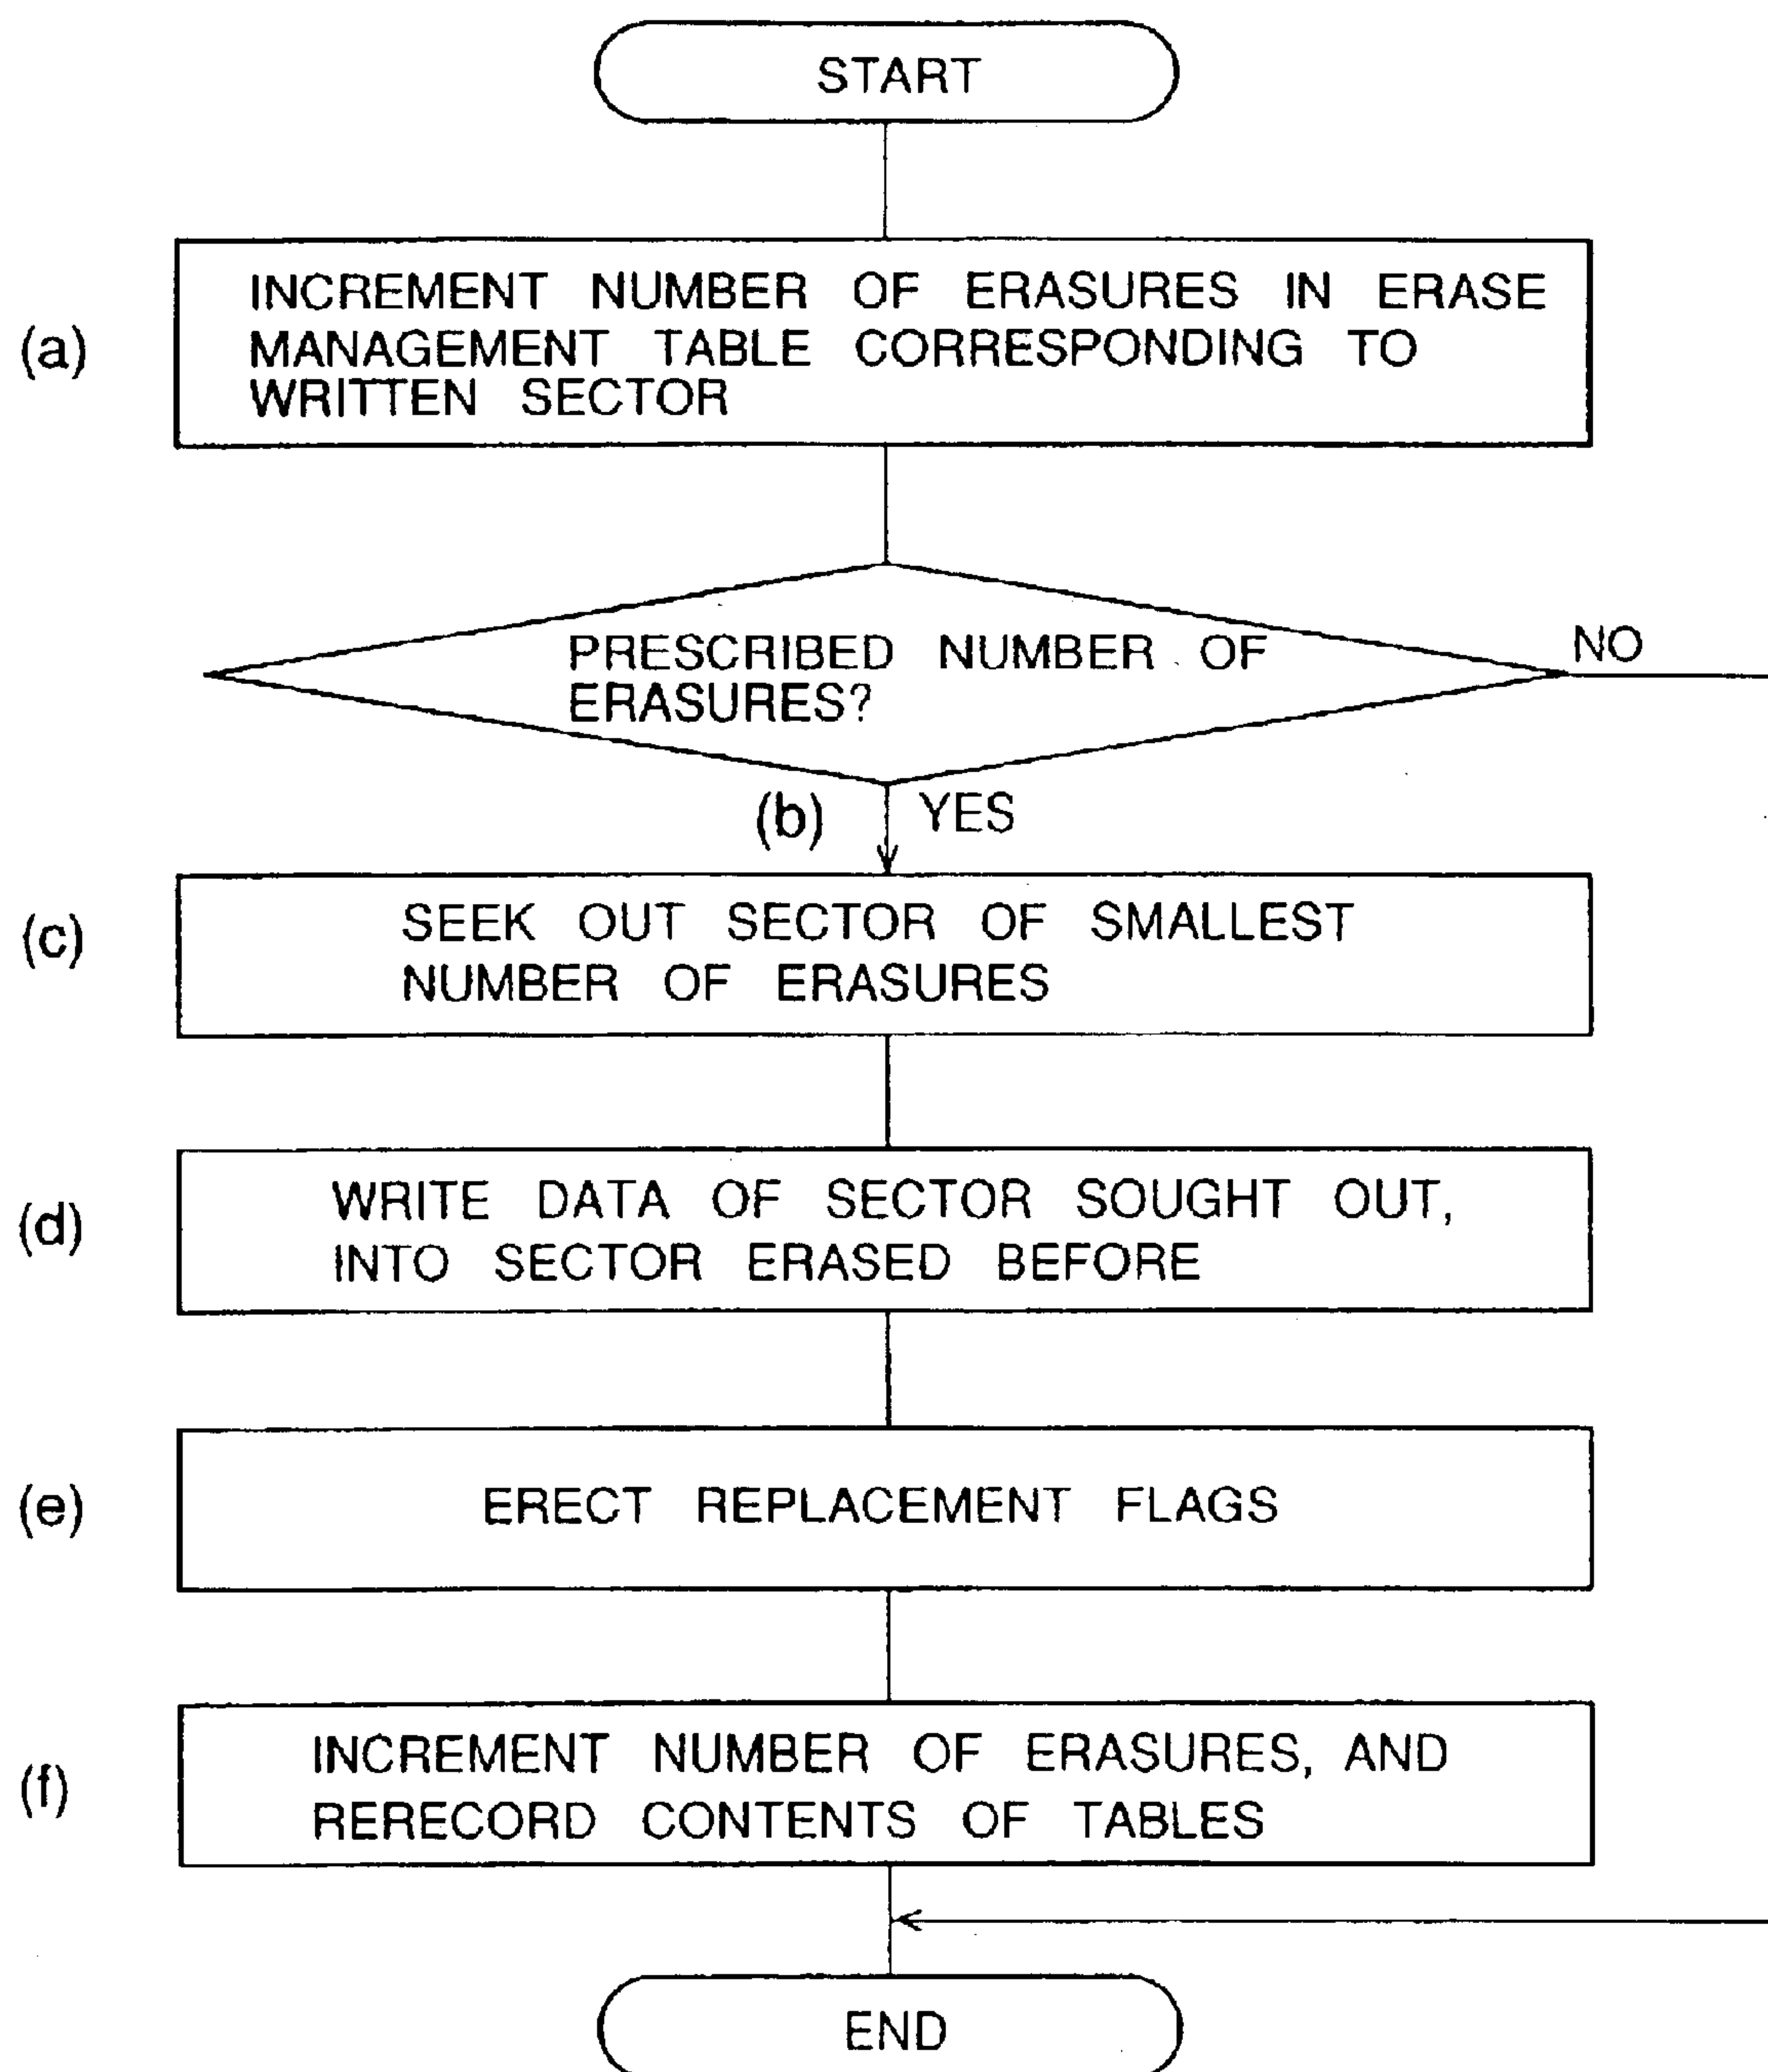 START
(a)
INCREMENT NUMBER OF ERASURES IN ERASE
MANAGEMENT TABLE CORRESPONDING TO
WRITTEN SECTOR
PRESCRIBED NUMBER OF
ERASURES?
NO
(b)
YES
(c)
SEEK OUT SECTOR OF SMALLEST
NUMBER OF ERASURES
(d)
WRITE DATA OF SECTOR SOUGHT OUT,
INTO SECTOR ERASED BEFORE
(e)
ERECT REPLACEMENT FLAGS
(f)
INCREMENT NUMBER OF ERASURES, AND
RERECORD CONTENTS OF TABLES
END